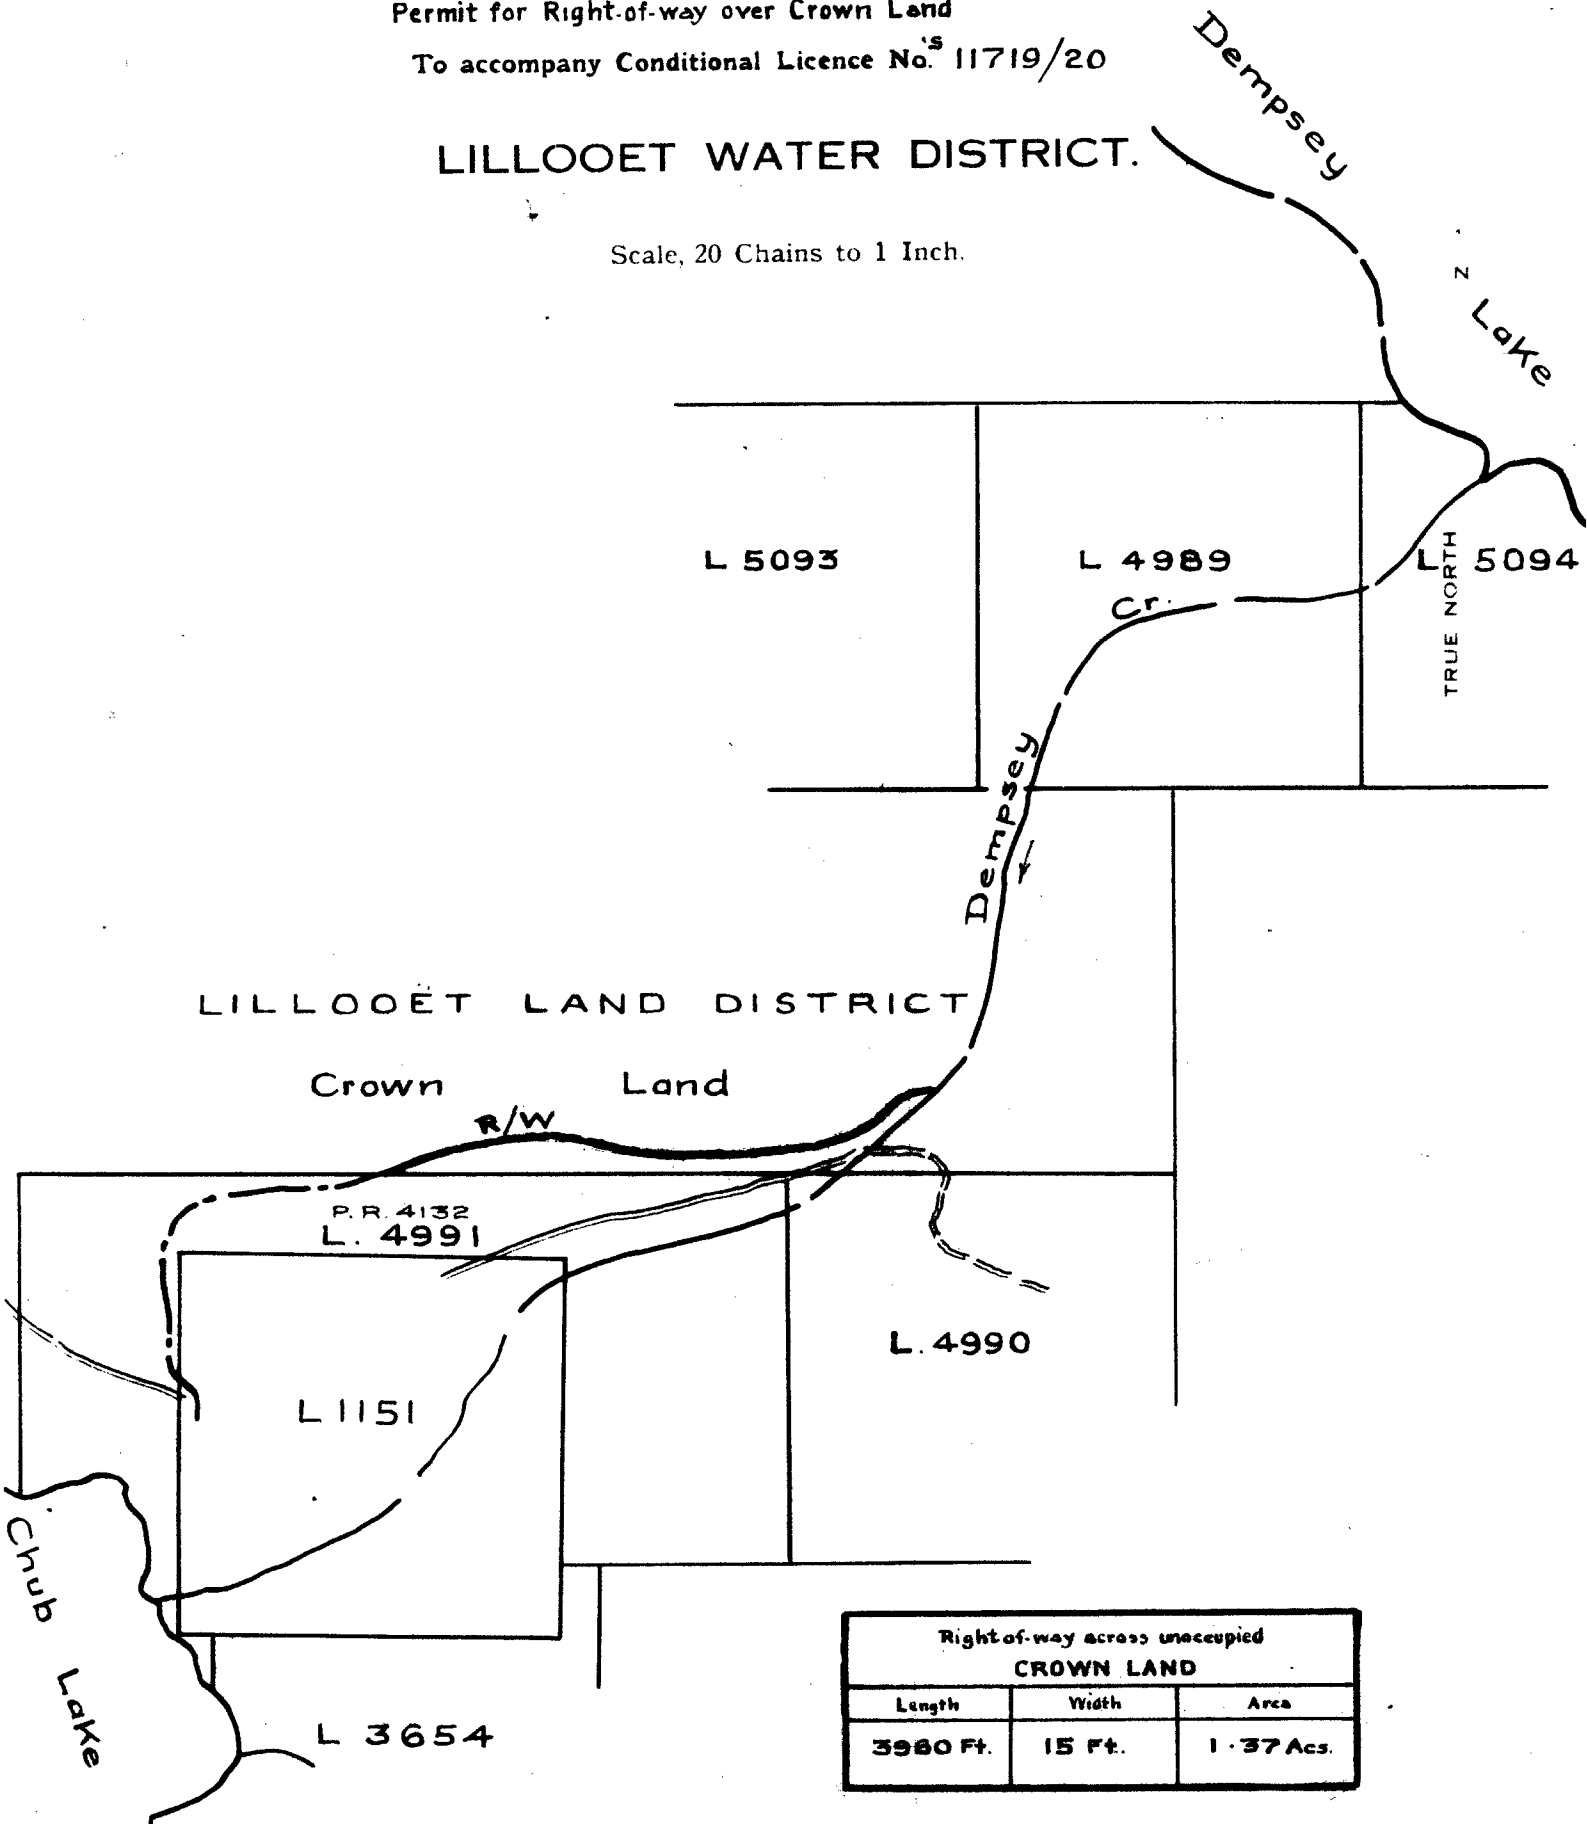 Permit for Right-of-way over Crown Land
To accompany Conditional Licence No.'s 11719/20
LILLOOET WATER DISTRICT.
Scale, 20 Chains to 1 Inch.
Dempsey Lake
N
TRUE NORTH
L 5093
L 4989
L 5094
Dempsey Cr.
LILLOOET LAND DISTRICT
Crown Land
R/W
P.R. 4132
L. 4991
L. 4990
L 1151
Chub Lake
L 3654
Right of-way across unoccupied
CROWN LAND
Length Width Area
3980 Ft. 15 Ft. 1.37 Acs.